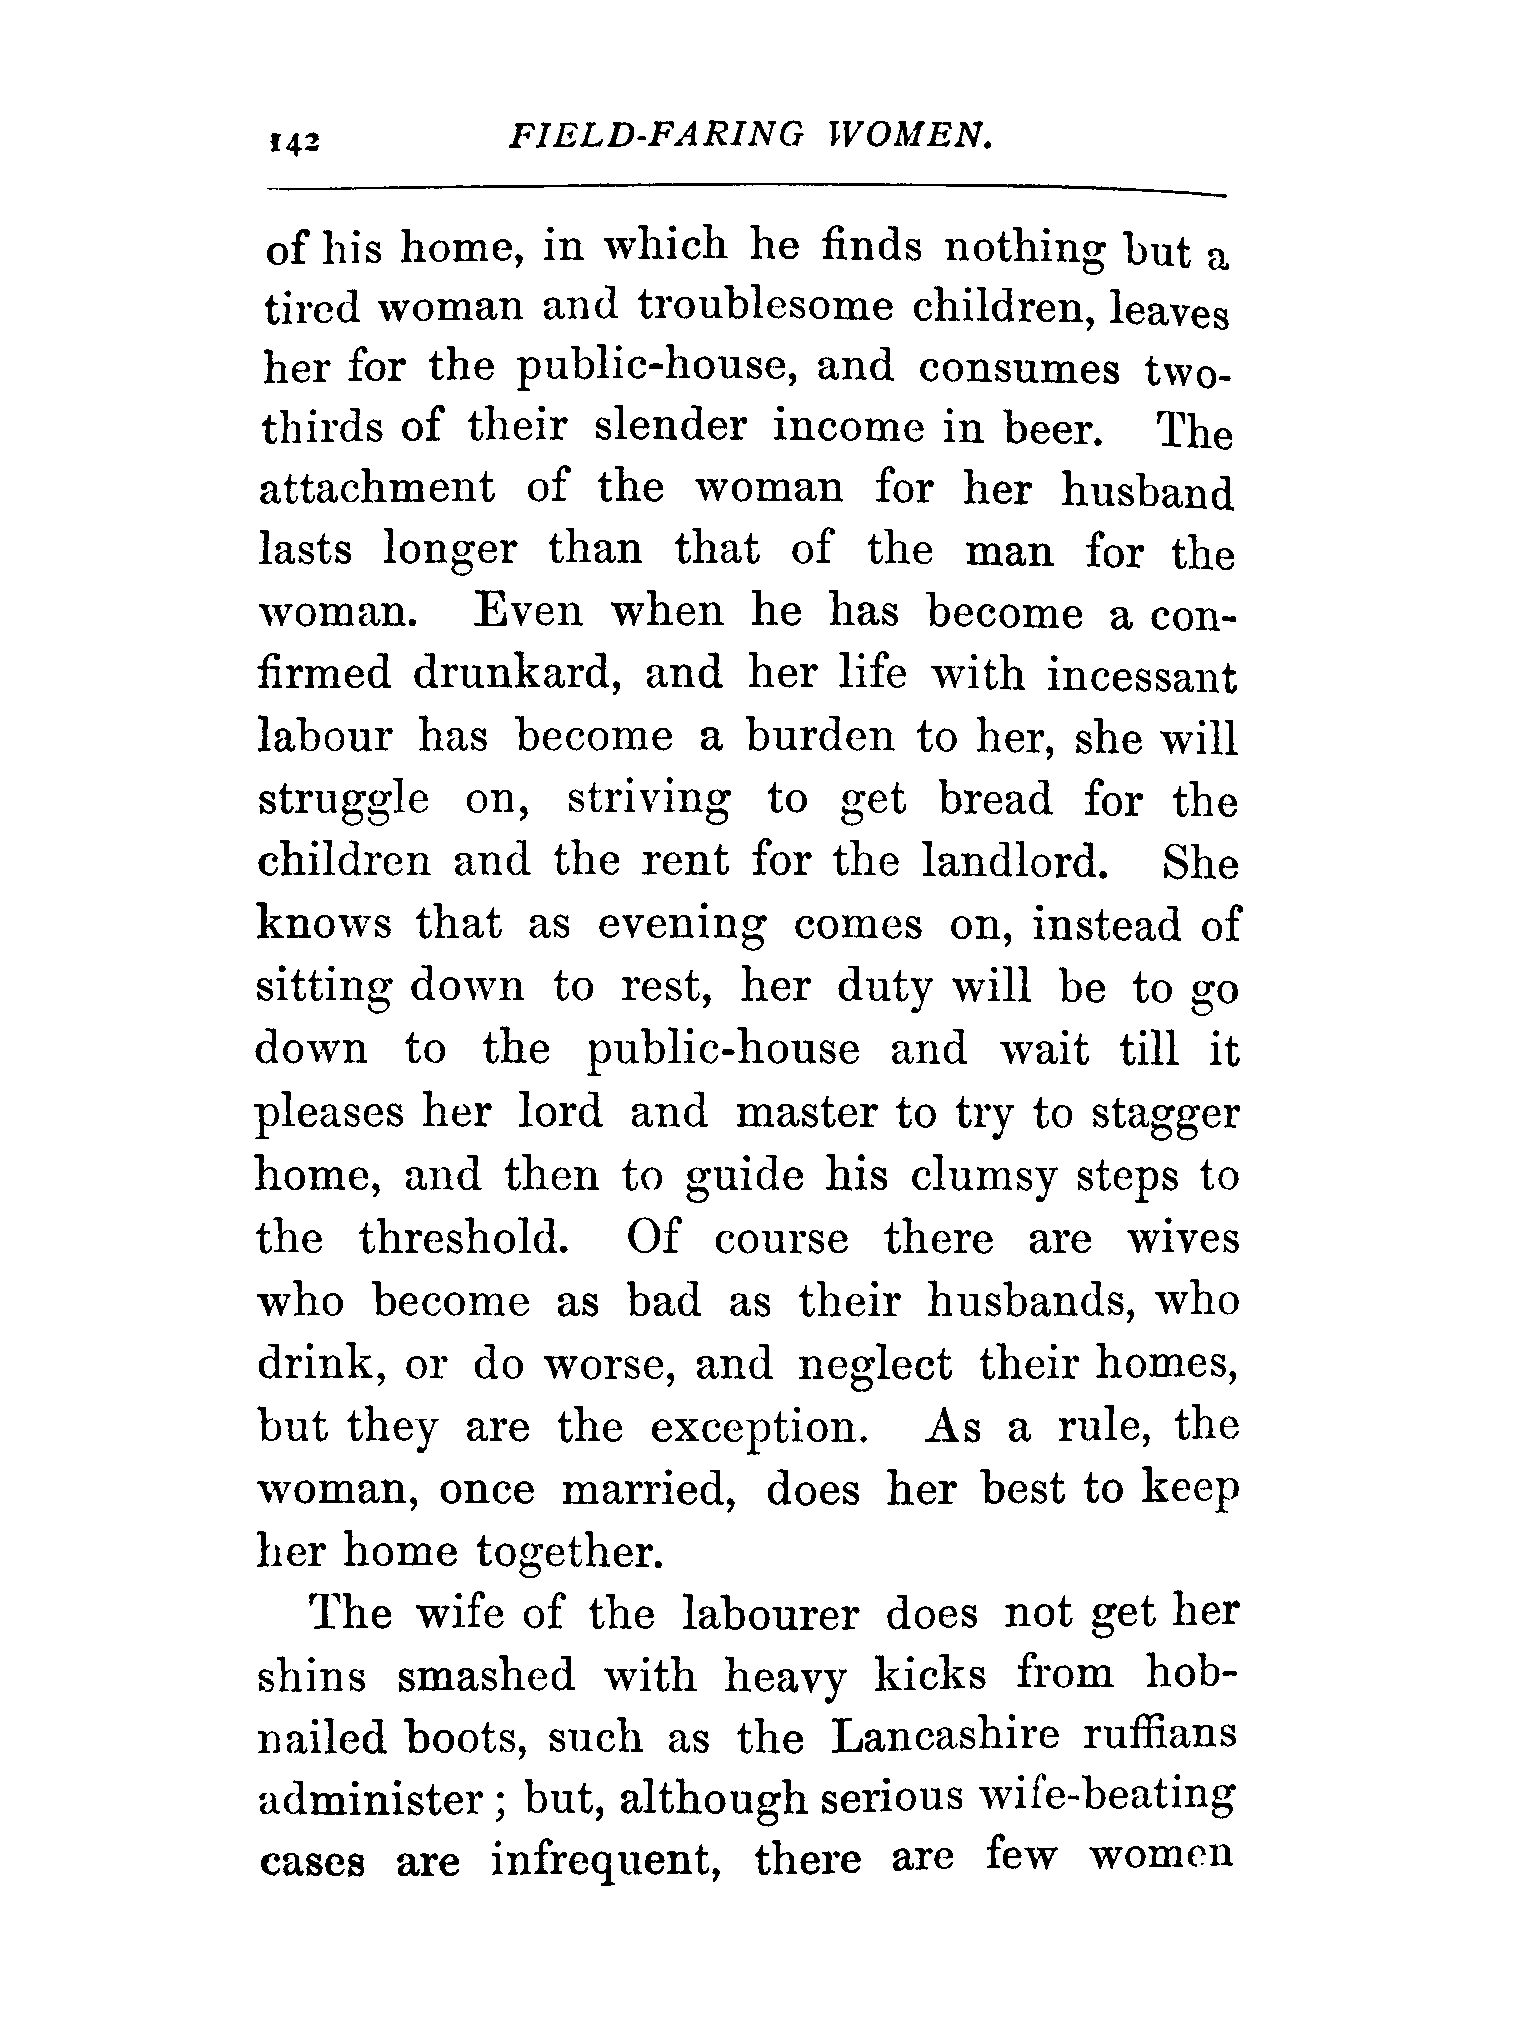 142 FIELD-FARING WOMEN.
of his home, in which he finds nothing but a
tired woman and troublesome children, leaves
her for the public-house, and consumes two-
thirds of their slender income in beer. The
attachment of the woman for her husband
lasts longer than that of the man for the
woman. Even when he has become a con-
firmed drunkard, and her life with incessant
labour has become a burden to her, she will
struggle on, striving to get bread for the
children and the rent for the landlord. She
knows that as evening comes on, instead of
sitting down to rest, her duty will be to go
down to the public-house and wait till it
pleases her lord and master to try to stagger
home, and then to guide his clumsy steps to
the threshold. Of course there are wives
who become as bad as their husbands, who
drink, or do worse, and neglect their homes,
but they are the exception. As a rule, the
woman, once married, does her best to keep
her home together.
The wife of the labourer does not get her
shins smashed with heavy kicks from hob-
nailed boots, such as the Lancashire ruffians
administer ; but, although serious wife-beating
cases are infrequent, there are few women